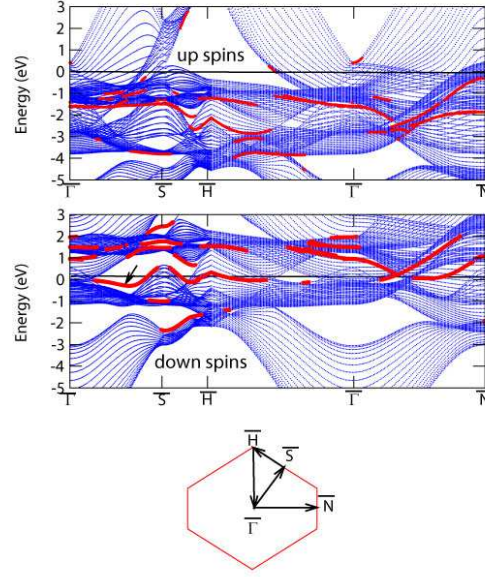 3
2
1
0
-1
-2
-3
-4
-5
Energy (eV)
up spins
Γ̅ S̅ H̅ Γ̅ N̅
3
2
1
0
-1
-2
-3
-4
-5
Energy (eV)
down spins
Γ̅ S̅ H̅ Γ̅ N̅
H̅
S̅
N̅
Γ̅